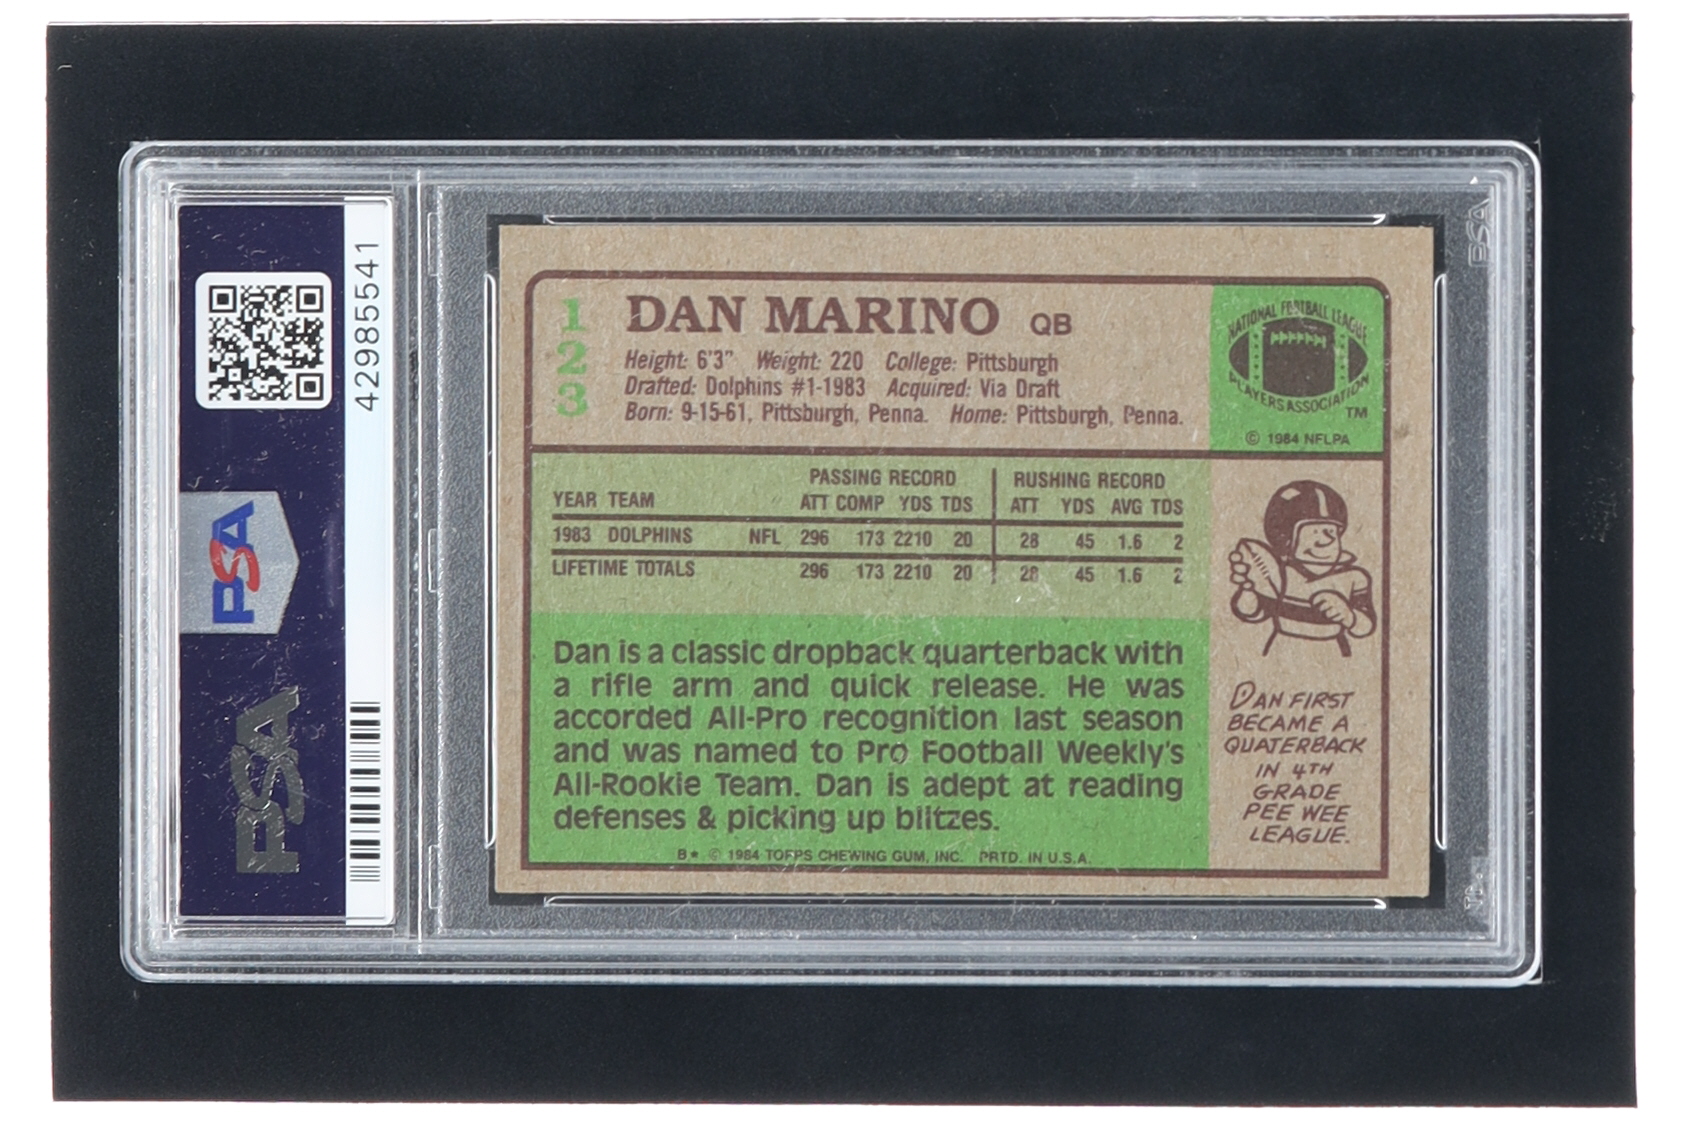 42985541
PSA
PSA
PSA
1
2
3
DAN MARINO QB
Height: 6'3" Weight: 220 College: Pittsburgh
Drafted: Dolphins #1-1983 Acquired: Via Draft
Born: 9-15-61, Pittsburgh, Penna. Home: Pittsburgh, Penna.
NATIONAL FOOTBALL LEAGUE
PLAYERS ASSOCIATION
TM
© 1984 NFLPA
PASSING RECORD RUSHING RECORD
YEAR TEAM ATT COMP YDS TDS ATT YDS AVG TDS
1983 DOLPHINS NFL 296 173 2210 20 28 45 1.6 2
LIFETIME TOTALS 296 173 2210 20 28 45 1.6 2
Dan is a classic dropback quarterback with
a rifle arm and quick release. He was
accorded All-Pro recognition last season
and was named to Pro Football Weekly's
All-Rookie Team. Dan is adept at reading
defenses & picking up blitzes.
DAN FIRST
BECAME A
QUATERBACK
IN 4TH
GRADE
PEE WEE
LEAGUE.
B* © 1984 TOPPS CHEWING GUM, INC. PRTD. IN U.S.A.